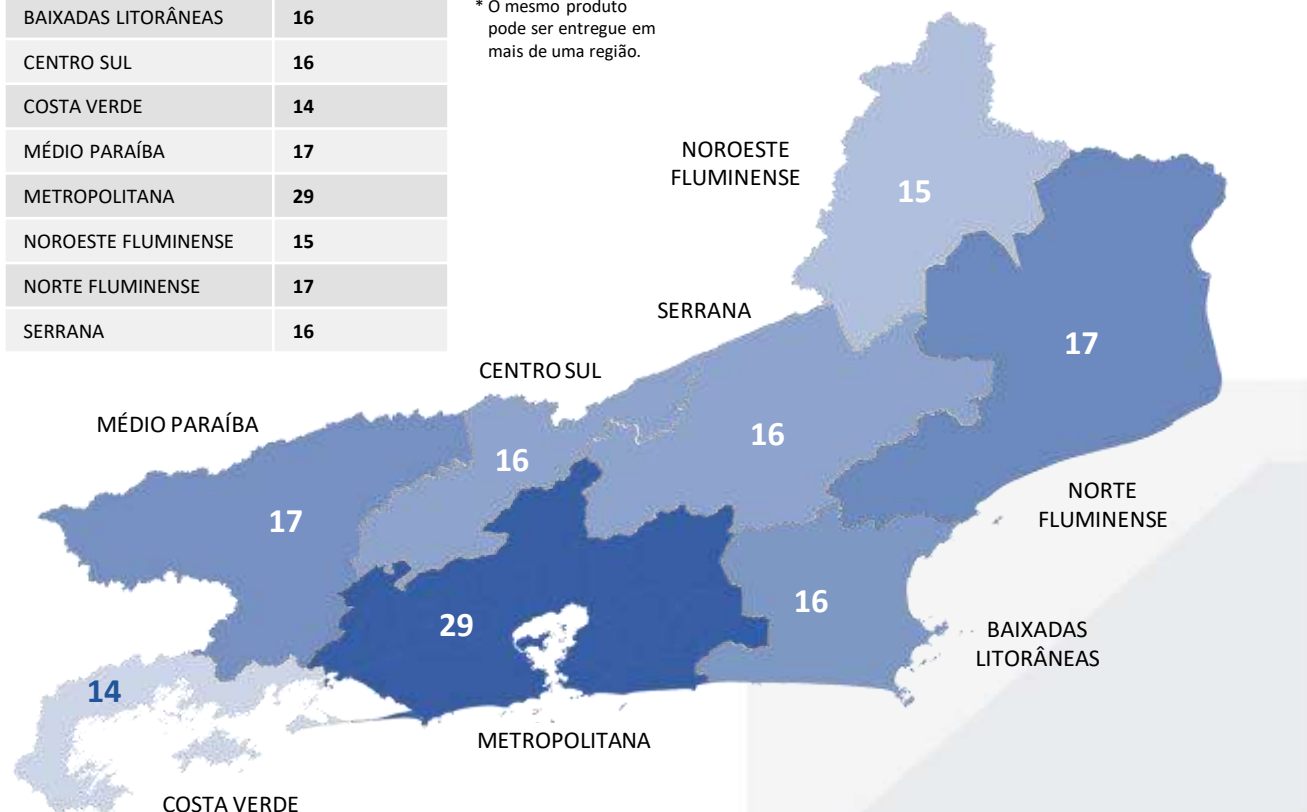 BAIXADAS LITORÂNEAS 16
CENTRO SUL 16
COSTA VERDE 14
MÉDIO PARAÍBA 17
METROPOLITANA 29
NOROESTE FLUMINENSE 15
NORTE FLUMINENSE 17
SERRANA 16
* O mesmo produto
pode ser entregue em
mais de uma região.
NOROESTE
FLUMINENSE
15
SERRANA
17
CENTRO SUL
MÉDIO PARAÍBA
16
16
17
NORTE
FLUMINENSE
16
29
BAIXADAS
LITORÂNEAS
14
METROPOLITANA
COSTA VERDE